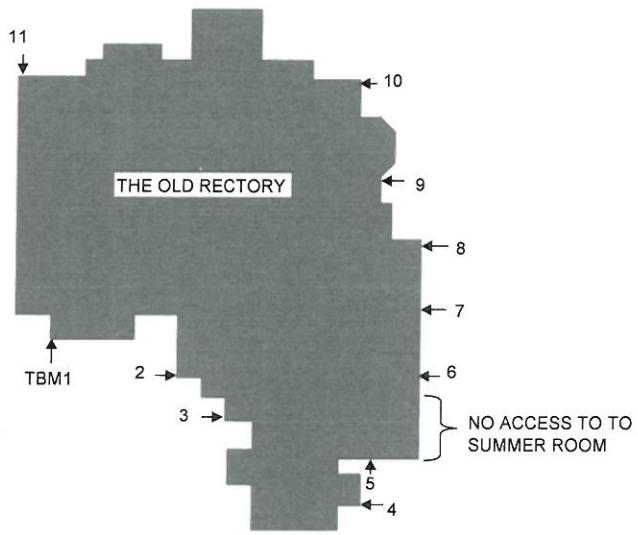 11
10
THE OLD RECTORY
9
8
7
TBM1
2
6
3
NO ACCESS TO TO
SUMMER ROOM
5
4